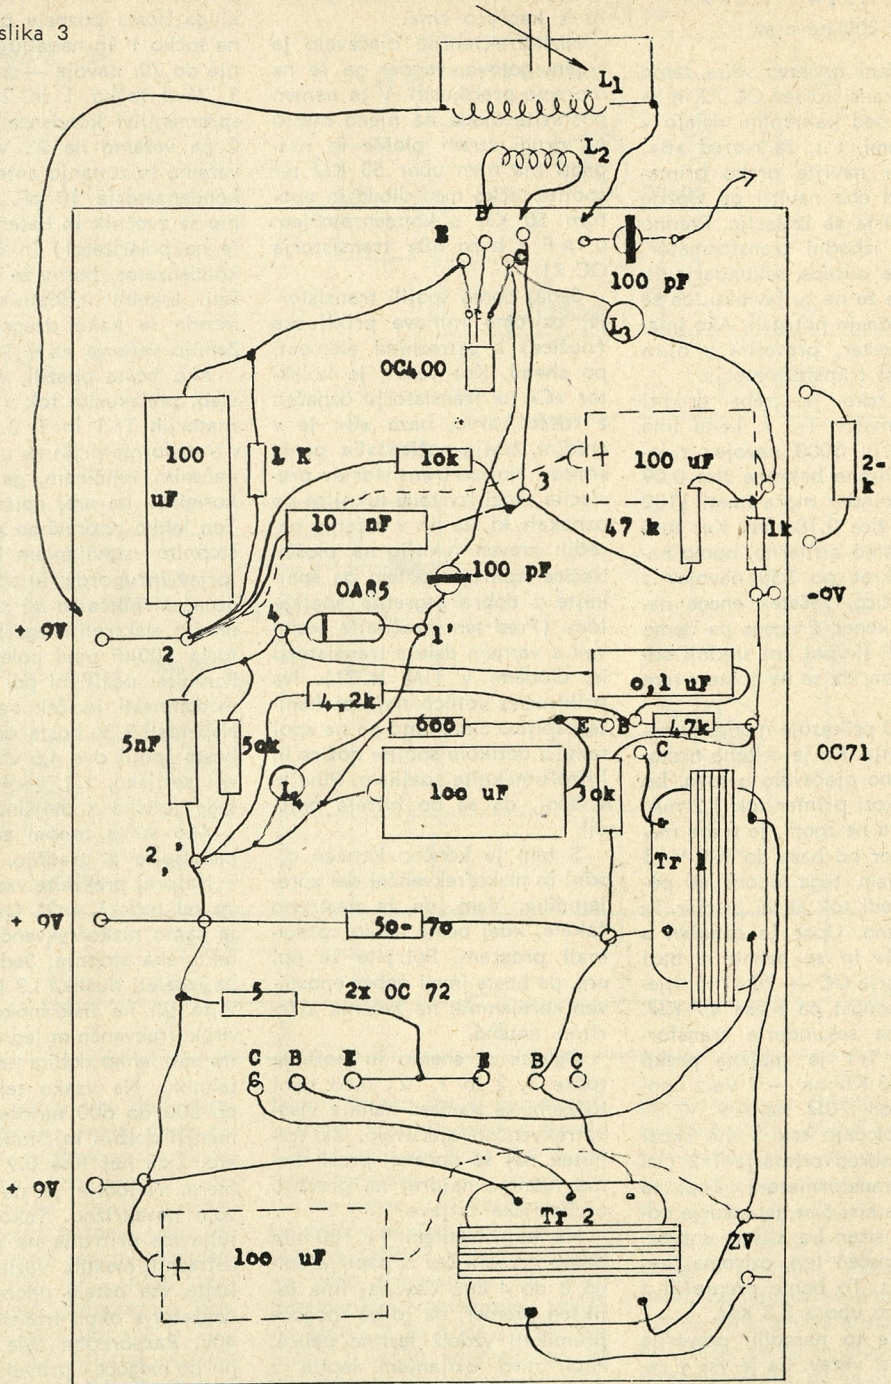 slika 3
L1
L2
E B C
100 pF
L3
OC400
100 uF 1 K 10k 100 uF 2-k
3
10 nF 47 k 1k
100 pF
OA85
+ 9V 2 4 1' -OV
0,1 uF
4,2k
5nF 50k 600 E B 47k
C OC71
L4 100 uF 30k
Tr 1
2'
+ 9V 50- 70
5 2x OC 72
C B E E B C
+ 9V
Tr 2
ZV
+ 100 uF